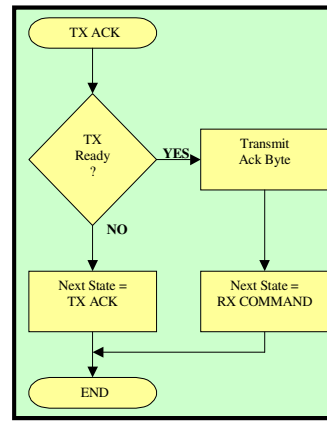 TX ACK
TX
Ready
?
YES
Transmit
Ack Byte
NO
Next State =
TX ACK
Next State =
RX COMMAND
END